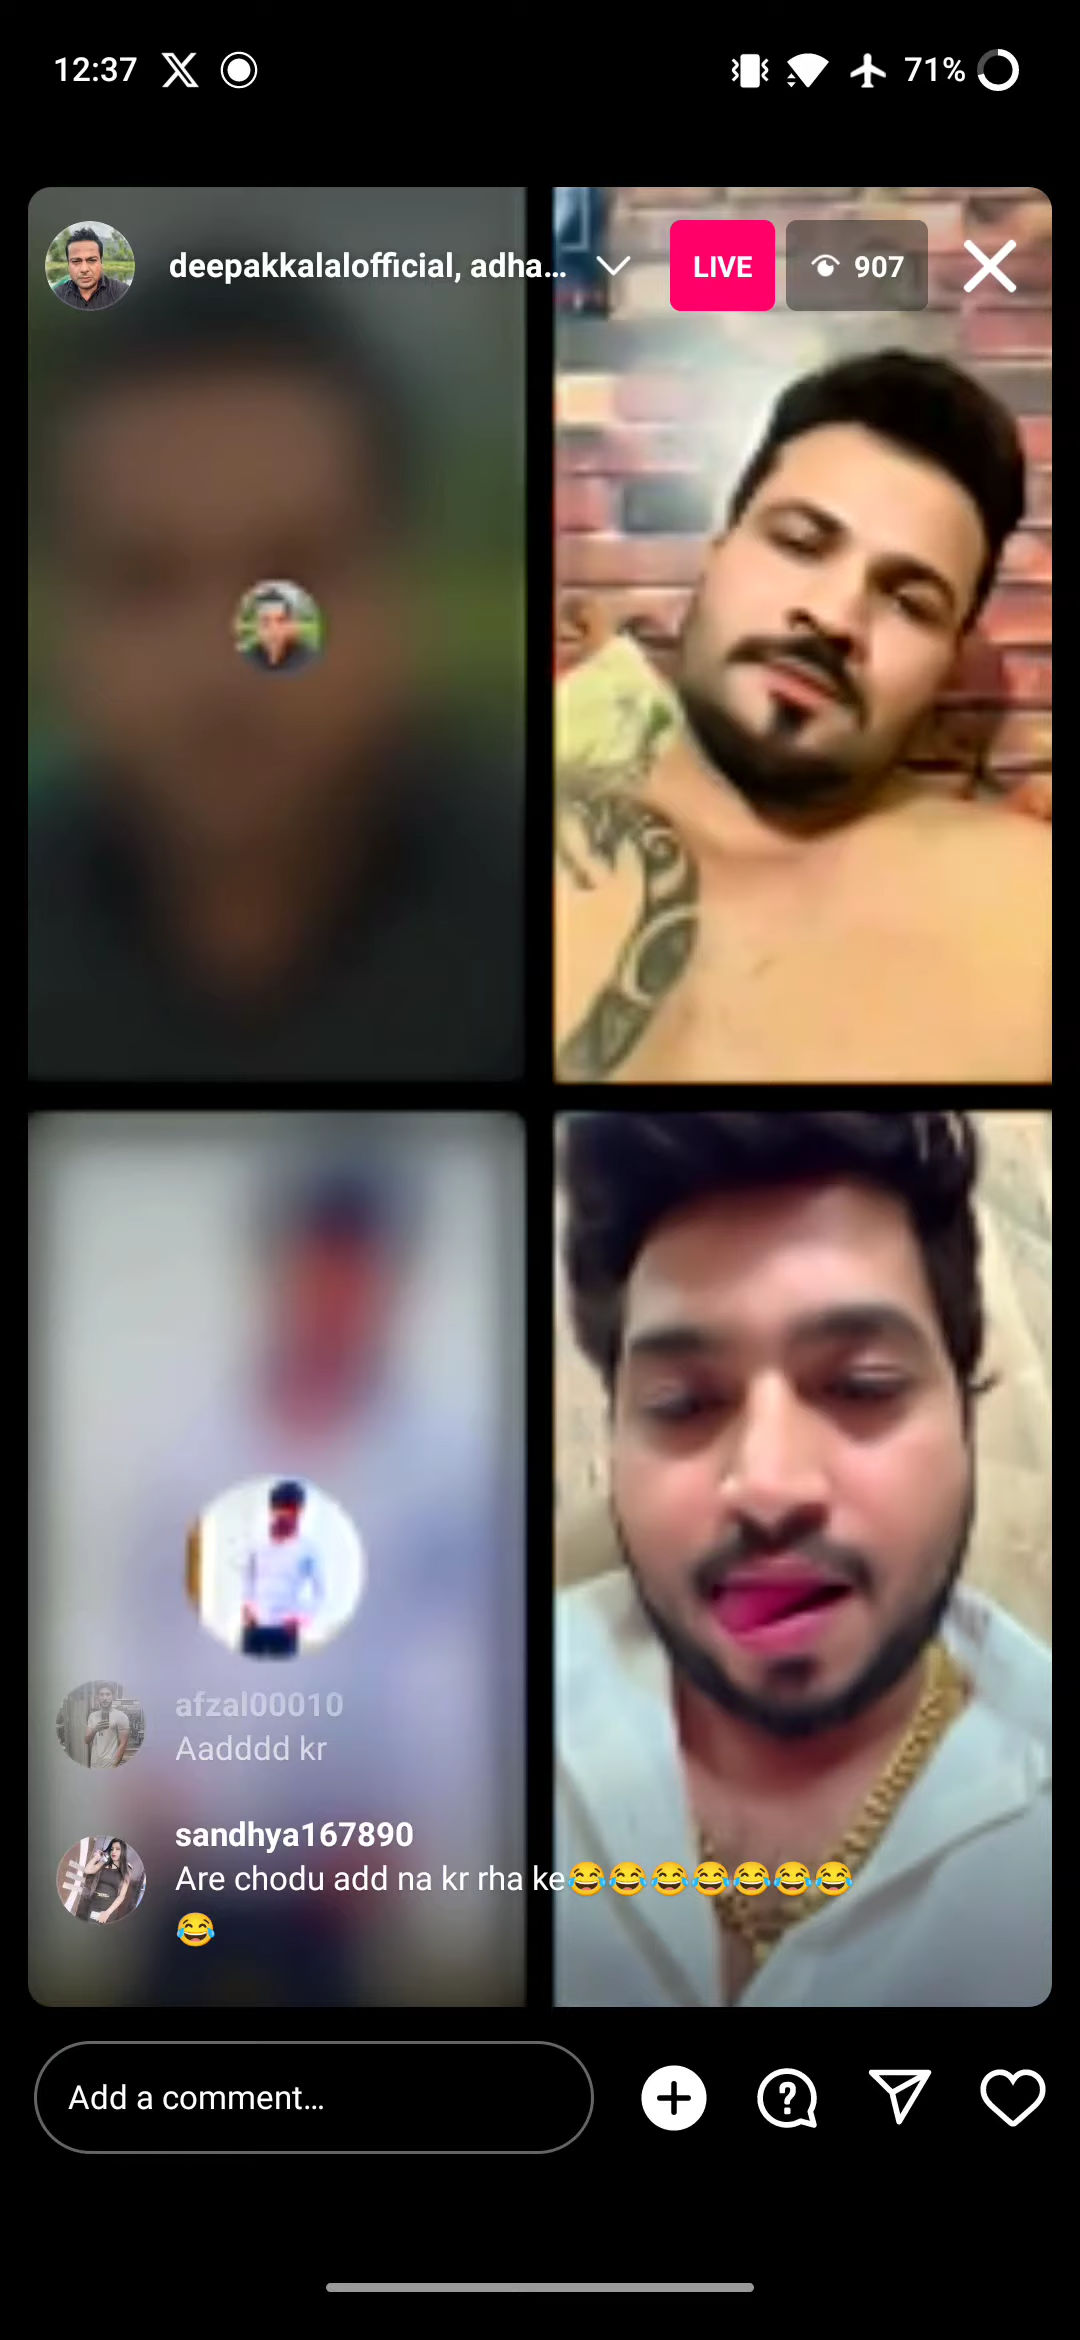 12:37
71%
deepakkalalofficial, adha...
LIVE
907
afzal00010
Aadddd kr
sandhya167890
Are chodu add na kr rha ke😂😂😂😂😂😂😂
😂
Add a comment...